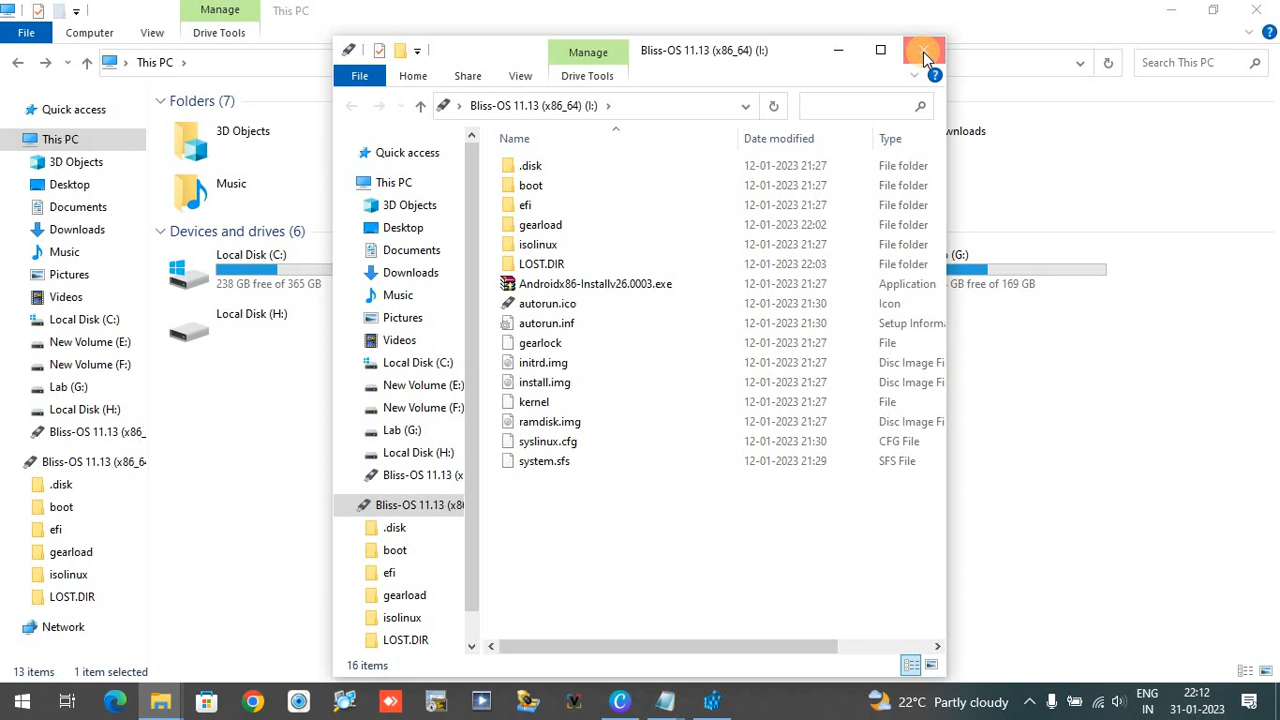 Manage
This PC
File
Computer
View
Drive Tools
This PC
Search This PC
Quick access
This PC
3D Objects
Desktop
Documents
Downloads
Music
Pictures
Videos
Local Disk (C:)
New Volume (E:)
New Volume (F:)
Lab (G:)
Local Disk (H:)
Bliss-OS 11.13 (x86_
Bliss-OS 11.13 (x86_64
.disk
boot
efi
gearload
isolinux
LOST.DIR
Network
Folders (7)
3D Objects
Music
Devices and drives (6)
Local Disk (C:)
238 GB free of 365 GB
Local Disk (H:)
ownloads
(G:)
GB free of 169 GB
Manage
Bliss-OS 11.13 (x86_64) (I:)
File
Home
Share
View
Drive Tools
Bliss-OS 11.13 (x86_64) (I:)
Quick access
This PC
3D Objects
Desktop
Documents
Downloads
Music
Pictures
Videos
Local Disk (C:)
New Volume (E:)
New Volume (F:)
Lab (G:)
Local Disk (H:)
Bliss-OS 11.13 (x
Bliss-OS 11.13 (x86
.disk
boot
efi
gearload
isolinux
LOST.DIR
Name Date modified Type
.disk 12-01-2023 21:27 File folder
boot 12-01-2023 21:27 File folder
efi 12-01-2023 21:27 File folder
gearload 12-01-2023 22:02 File folder
isolinux 12-01-2023 21:27 File folder
LOST.DIR 12-01-2023 22:03 File folder
Androidx86-Installv26.0003.exe 12-01-2023 21:27 Application
autorun.ico 12-01-2023 21:30 Icon
autorun.inf 12-01-2023 21:30 Setup Informa
gearlock 12-01-2023 21:27 File
initrd.img 12-01-2023 21:27 Disc Image Fi
install.img 12-01-2023 21:27 Disc Image Fi
kernel 12-01-2023 21:27 File
ramdisk.img 12-01-2023 21:27 Disc Image Fi
syslinux.cfg 12-01-2023 21:30 CFG File
system.sfs 12-01-2023 21:29 SFS File
16 items
13 items 1 item selected
22°C Partly cloudy
ENG
IN
22:12
31-01-2023